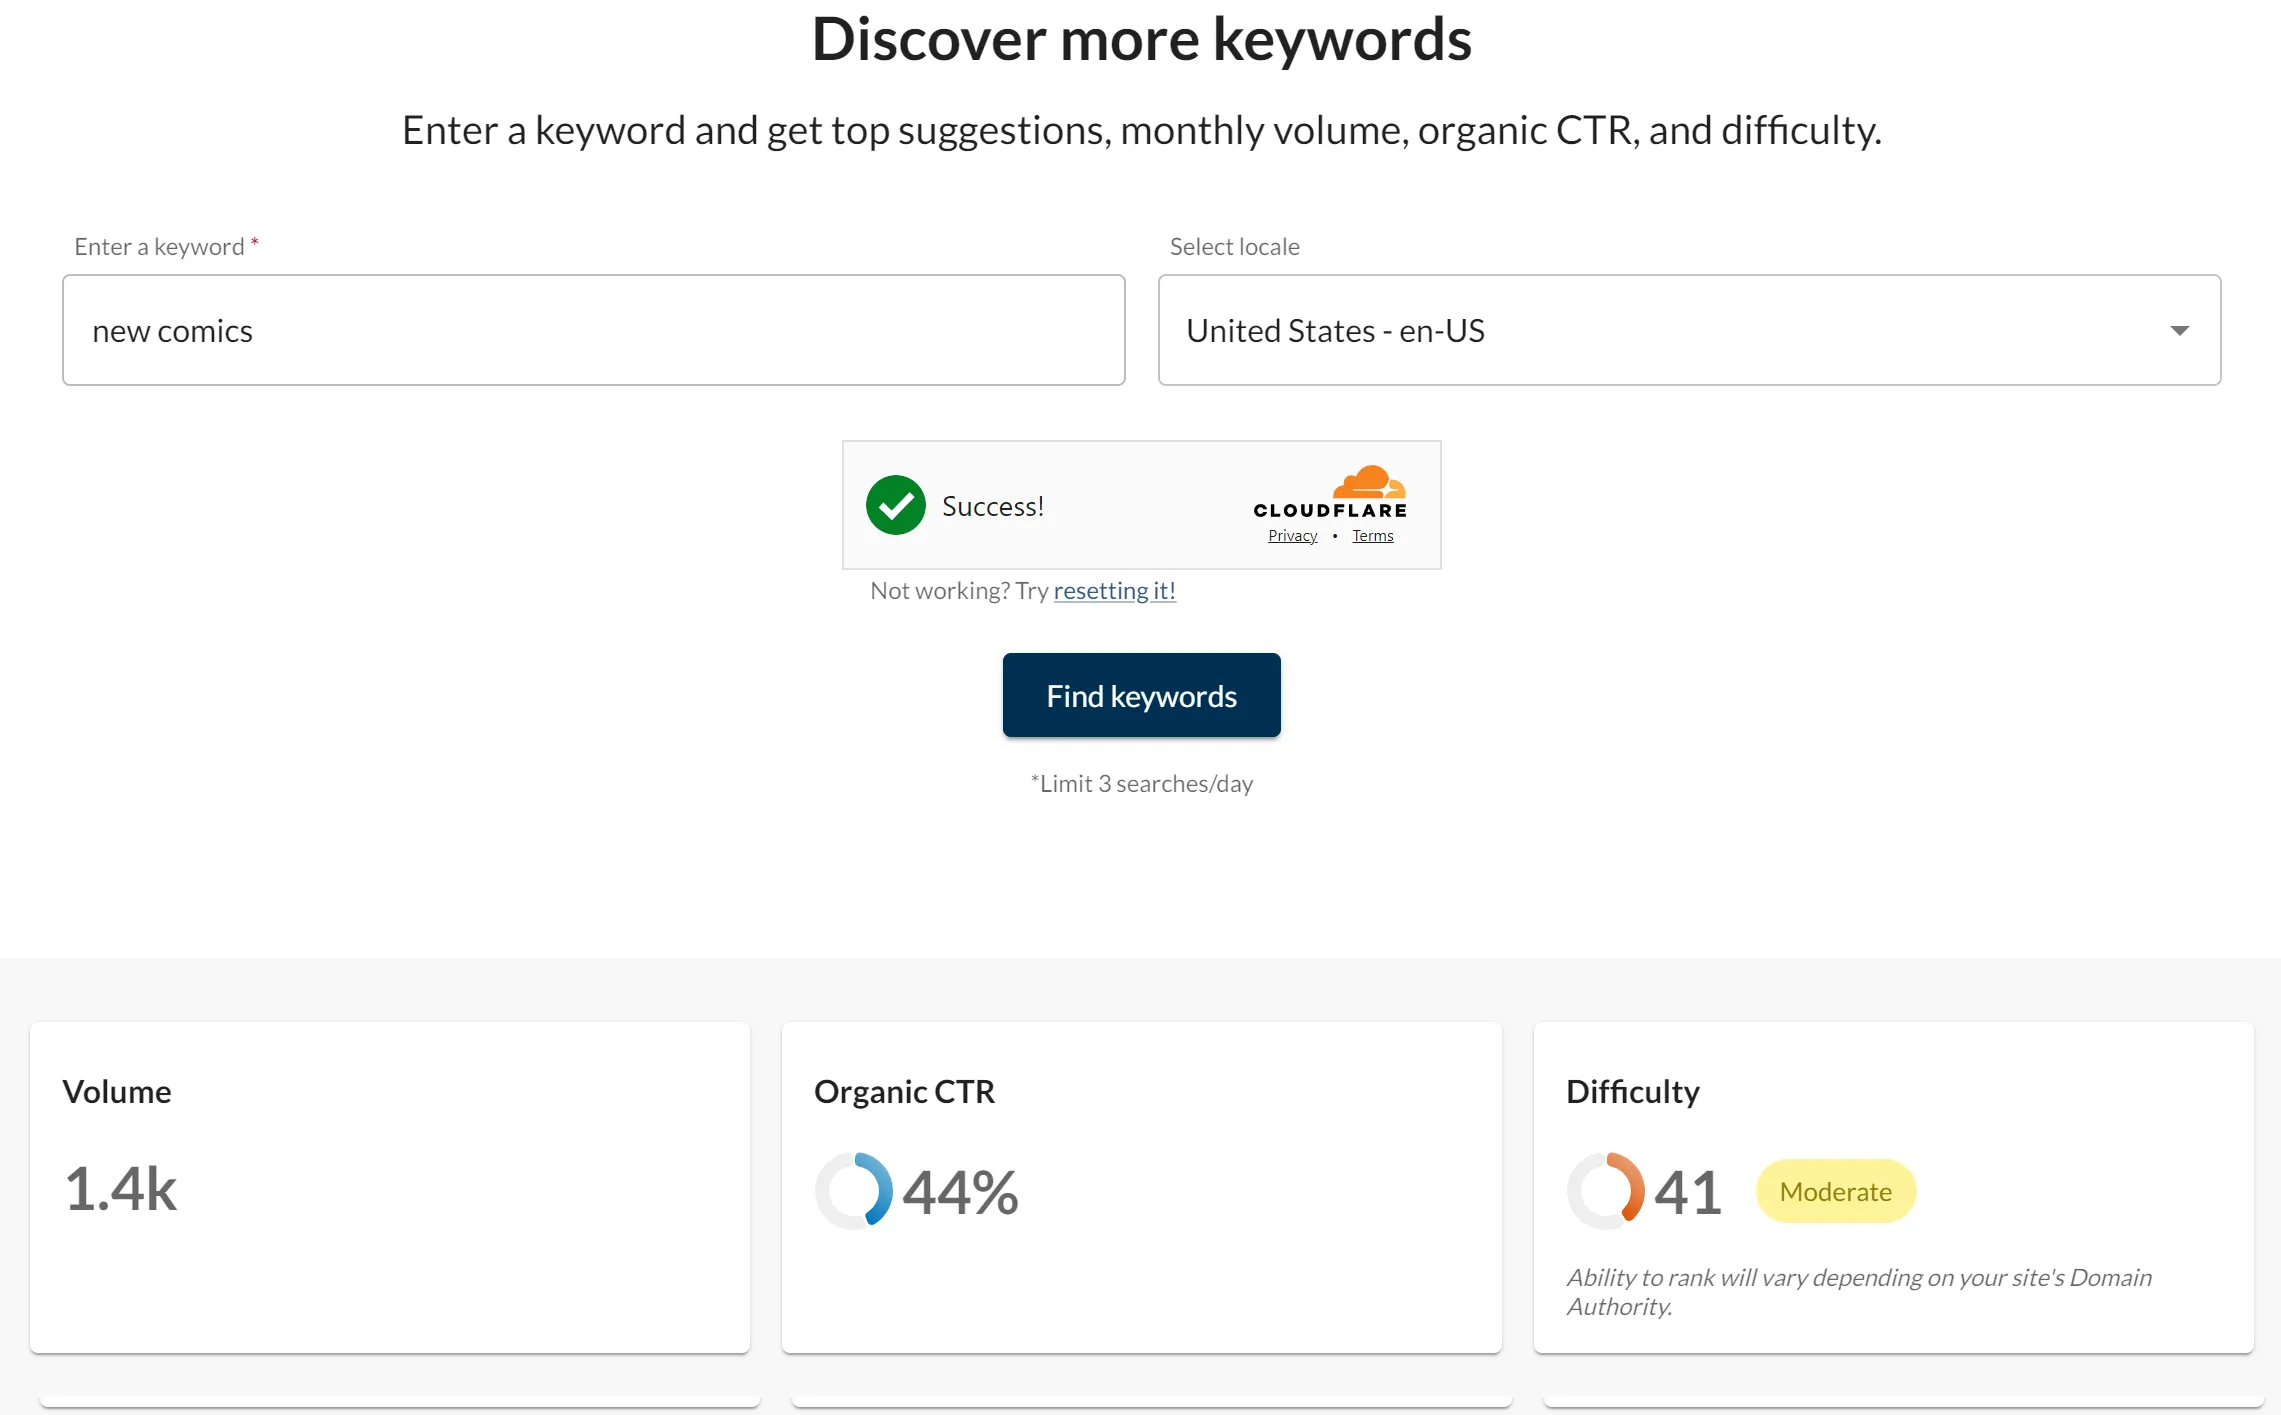 Discover more keywords
Enter a keyword and get top suggestions, monthly volume, organic CTR, and difficulty.
Enter a keyword *
Select locale
new comics
United States - en-US
Success!
CLOUDFLARE
Privacy • Terms
Not working? Try resetting it!
Find keywords
*Limit 3 searches/day
Volume
1.4k
Organic CTR
44%
Difficulty
41 Moderate
Ability to rank will vary depending on your site's Domain
Authority.